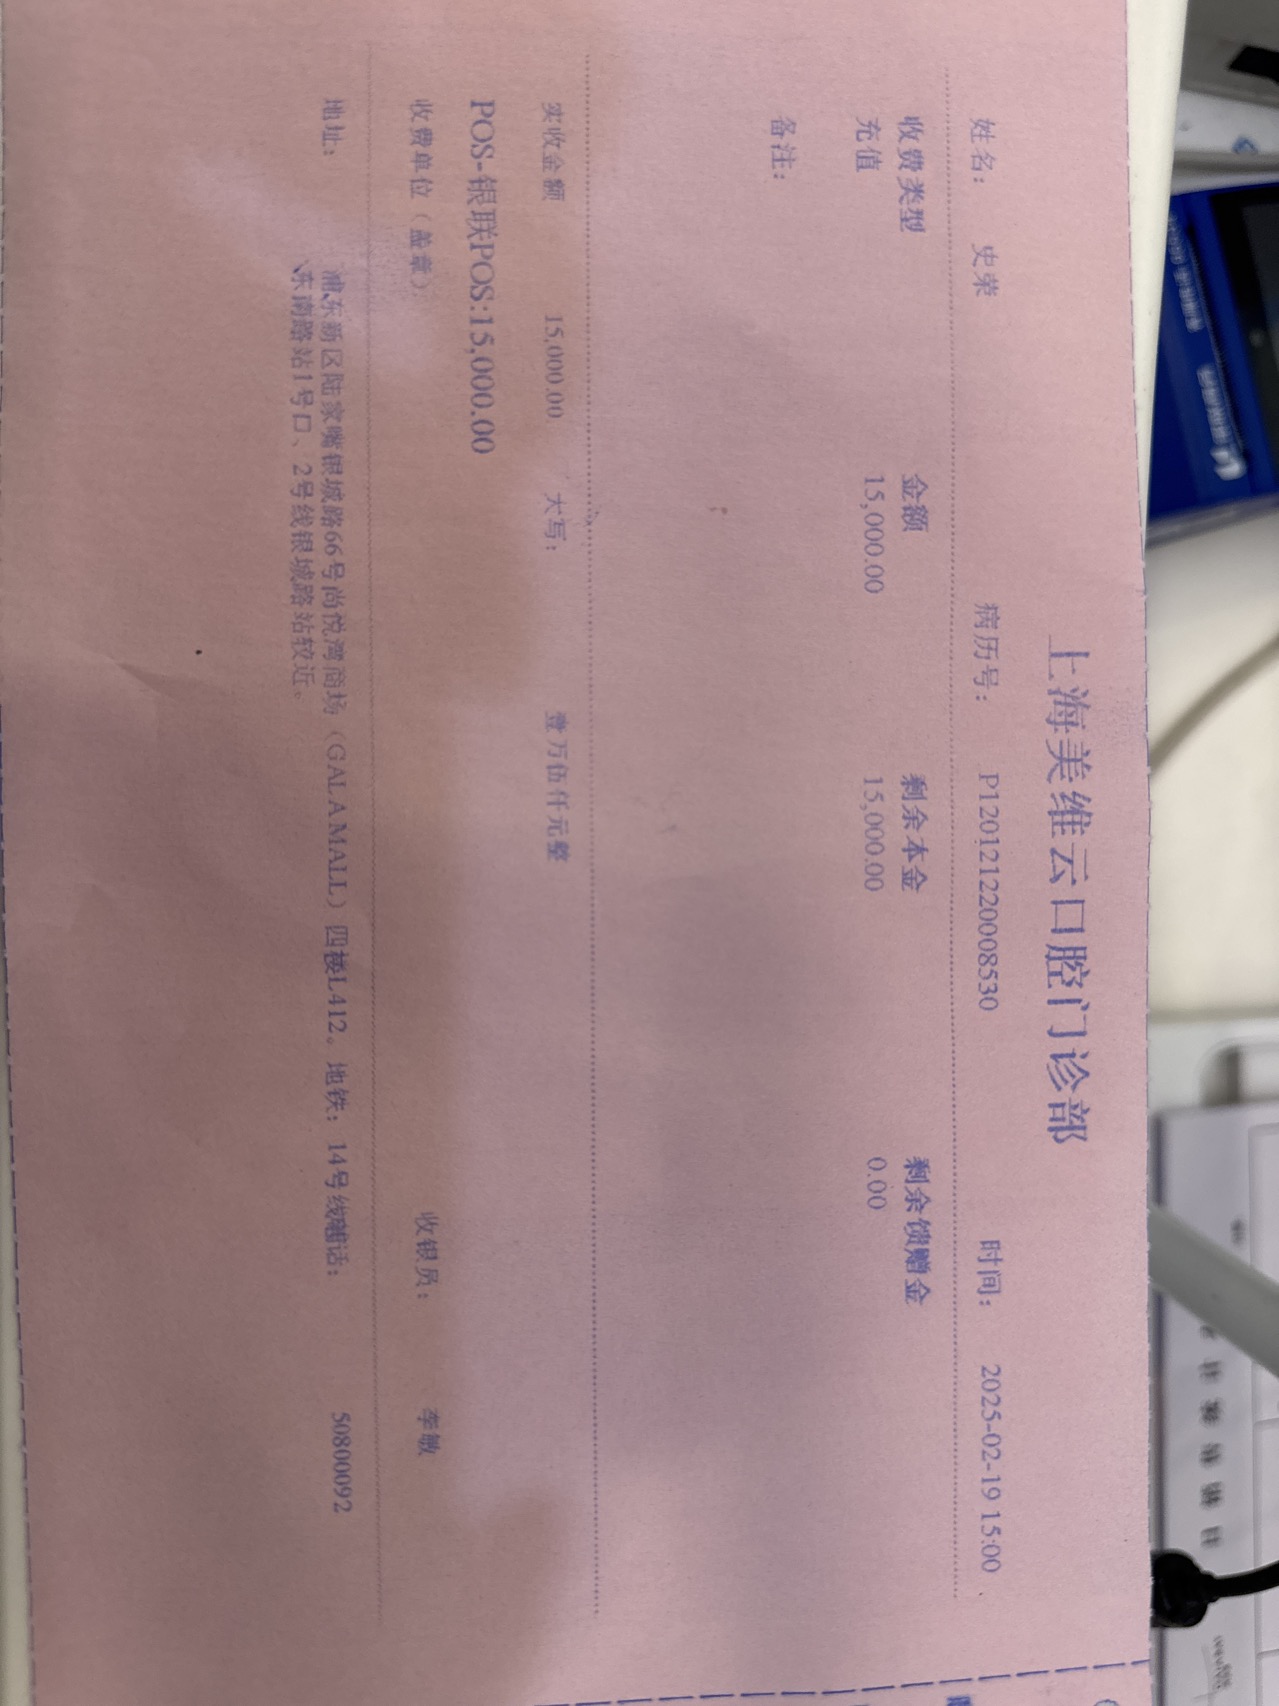 上海美维云口腔门诊部
姓名： 史荣 病历号： P1201212200085​30 时间： 2025-02-19 15:00
收费类型 金额 剩余本金 剩余馈赠金
充值 15,000.00 15,000.00 0.00
备注：
实收金额 15,000.00 大写： 壹万伍仟元整
POS-银联POS:15,000.00
收费单位（盖章）： 收银员： 李敏
地址： 浦东新区陆家嘴银城路66号尚悦湾商场（GALA MALL）四楼L412。地铁：14号线 话： 50800092
东南路站1号口、2号线银城路站较近。